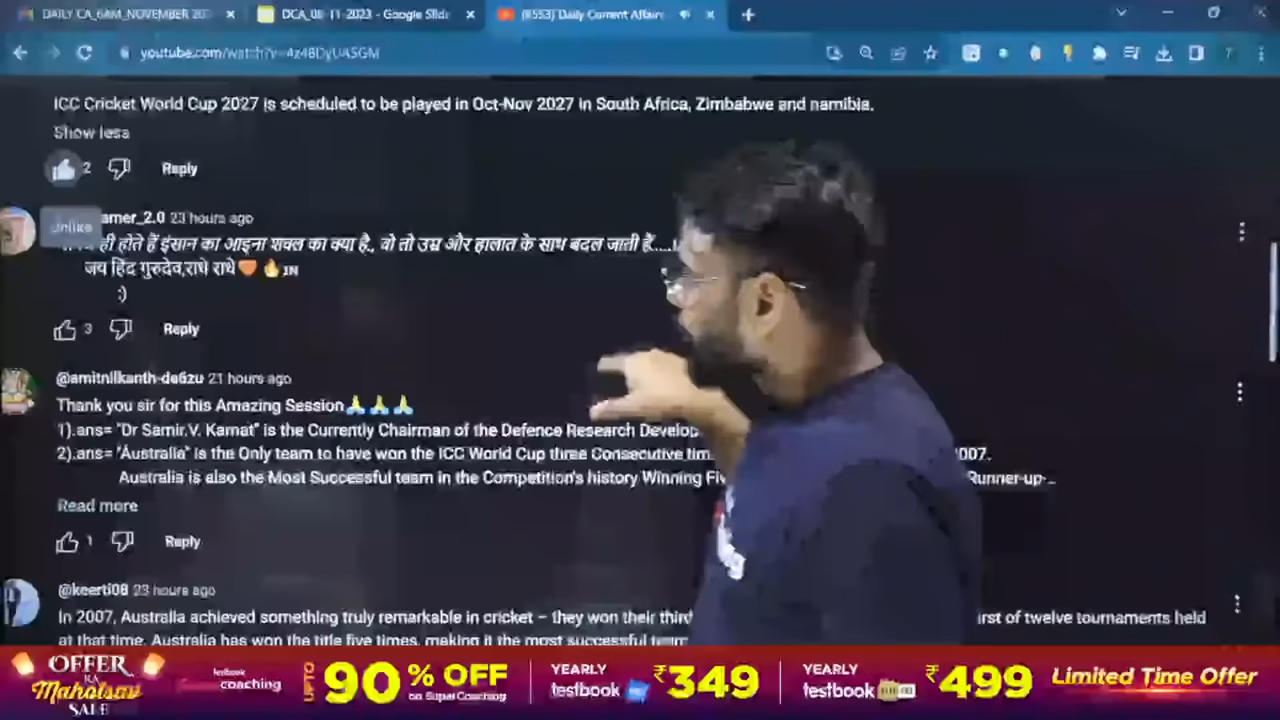 DAILY CA_6AM_NOVEMBER 202
DCA_08-11-2023 - Google Slide
(8553) Daily Current Affairs
youtube.com/watch?v=4z4BDyUASGM
ICC Cricket World Cup 2027 is scheduled to be played in Oct-Nov 2027 in South Africa, Zimbabwe and namibia.
Show less
2 Reply
amer_2.0 23 hours ago
Unlike
ही होते हैं इंसान का आइना शक्ल का क्या है,, वो तो उम्र और हालात के साथ बदल जाती हैं.....
जय हिंद गुरुदेव,राधे राधे🧡🔥IN
:)
3 Reply
@amitnilkanth-de6zu 21 hours ago
Thank you sir for this Amazing Session🙏🙏🙏
1).ans= "Dr Samir.V. Kamat" is the Currently Chairman of the Defence Research Develop
2).ans= "Australia" is the Only team to have won the ICC World Cup three Consecutive tim 007.
Australia is also the Most Successful team in the Competition's history Winning Fiv Runner-up-..
Read more
1 Reply
@keerti08 23 hours ago
In 2007, Australia achieved something truly remarkable in cricket – they won their third irst of twelve tournaments held
at that time. Australia has won the title five times, making it the most successful team
OFFER KA Mahotsav SALE
testbook coaching
UPTO 90% OFF on SuperCoaching
YEARLY testbook ₹349
YEARLY testbook ₹499
Limited Time Offer